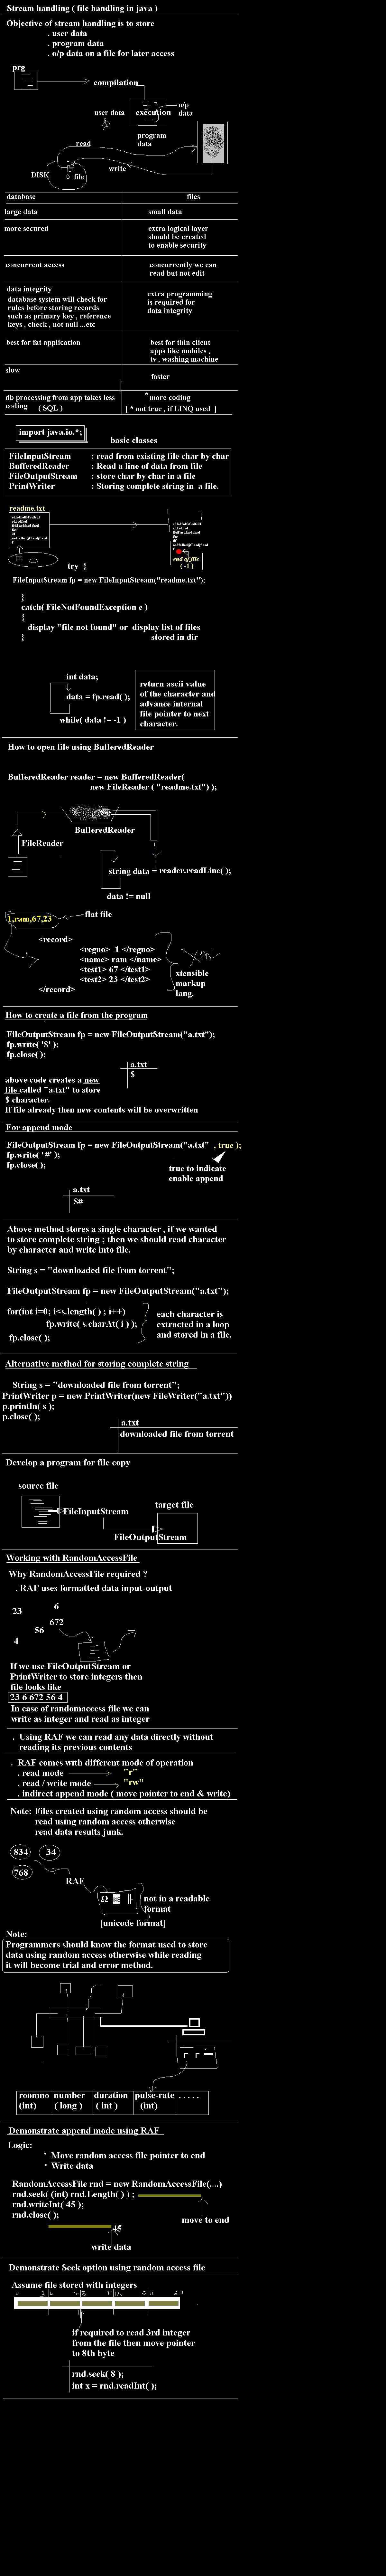 Stream handling ( file handling in java )
Objective of stream handling is to store
. user data
. program data
. o/p data on a file for later access
prg
compilation
user data
execution
o/p
data
program
data
read
write
DISK
file
database files
large data small data
more secured extra logical layer
should be created
to enable security
concurrent access concurrently we can
read but not edit
data integrity
database system will check for
rules before storing records
such as primary key , reference
keys , check , not null ...etc
extra programming
is required for
data integrity
best for fat application best for thin client
apps like mobiles ,
tv , washing machine
slow faster
db processing from app takes less
coding ( SQL )
* more coding
[ * not true , if LINQ used ]
import java.io.*;
basic classes
FileInputStream : read from existing file char by char
BufferedReader : Read a line of data from file
FileOutputStream : store char by char in a file
PrintWriter : Storing complete string in a file.
readme.txt
end of file
( -1 )
try {
FileInputStream fp = new FileInputStream("readme.txt");
}
catch( FileNotFoundException e )
{
display "file not found" or display list of files
} stored in dir
int data;
data = fp.read( );
while( data != -1 )
return ascii value
of the character and
advance internal
file pointer to next
character.
How to open file using BufferedReader
BufferedReader reader = new BufferedReader(
new FileReader ( "readme.txt") );
BufferedReader
FileReader
string data = reader.readLine( );
data != null
1,ram,67,23
flat file
<record>
<regno> 1 </regno>
<name> ram </name>
<test1> 67 </test1>
<test2> 23 </test2>
</record>
xml
xtensible
markup
lang.
How to create a file from the program
FileOutputStream fp = new FileOutputStream("a.txt");
fp.write( '$' );
fp.close( );
a.txt
$
above code creates a new
file called "a.txt" to store
$ character.
If file already then new contents will be overwritten
For append mode
FileOutputStream fp = new FileOutputStream("a.txt" , true );
fp.write( '#' );
fp.close( );
true to indicate
enable append
a.txt
$#
Above method stores a single character , if we wanted
to store complete string ; then we should read character
by character and write into file.
String s = "downloaded file from torrent";
FileOutputStream fp = new FileOutputStream("a.txt");
for(int i=0; i<s.length( ) ; i++)
fp.write( s.charAt( i ) );
fp.close( );
each character is
extracted in a loop
and stored in a file.
Alternative method for storing complete string
String s = "downloaded file from torrent";
PrintWriter p = new PrintWriter(new FileWriter("a.txt"))
p.println( s );
p.close( );
a.txt
downloaded file from torrent
Develop a program for file copy
source file
target file
FileInputStream
FileOutputStream
Working with RandomAccessFile
Why RandomAccessFile required ?
. RAF uses formatted data input-output
23
6
672
56
4
If we use FileOutputStream or
PrintWriter to store integers then
file looks like
23 6 672 56 4
In case of randomaccess file we can
write as integer and read as integer
. Using RAF we can read any data directly without
reading its previous contents
. RAF comes with different mode of operation
. read mode "r"
. read / write mode "rw"
. indirect append mode ( move pointer to end & write)
Note: Files created using random access should be
read using random access otherwise
read data results junk.
834
34
768
RAF
Ω ▓ ╟
not in a readable
format
[unicode format]
Note:
Programmers should know the format used to store
data using random access otherwise while reading
it will become trial and error method.
roomno number duration pulse-rate . . . . .
(int) ( long ) ( int ) (int)
Demonstrate append mode using RAF
Logic:
· Move random access file pointer to end
· Write data
RandomAccessFile rnd = new RandomAccessFile(....)
rnd.seek( (int) rnd.Length( ) ) ;
rnd.writeInt( 45 );
rnd.close( );
move to end
45
write data
Demonstrate Seek option using random access file
Assume file stored with integers
0 3 4 7 8 11 12 15 16 20
if required to read 3rd integer
from the file then move pointer
to 8th byte
rnd.seek( 8 );
int x = rnd.readInt( );